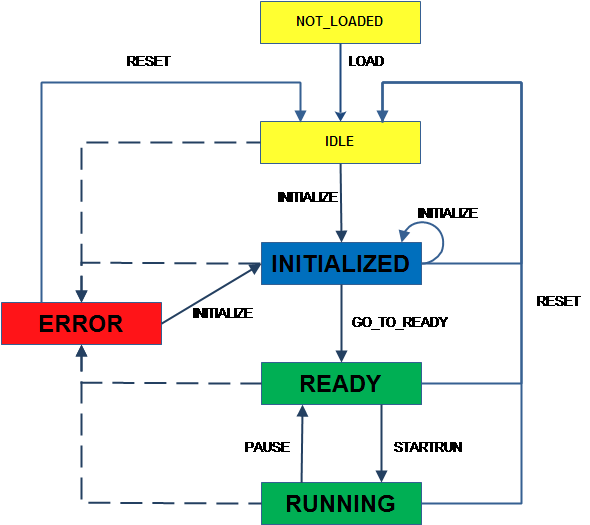 NOT_LOADED
RESET
LOAD
IDLE
INITIALIZE
INITIALIZE
INITIALIZED
RESET
ERROR
INITIALIZE
GO_TO_READY
READY
PAUSE
STARTRUN
RUNNING